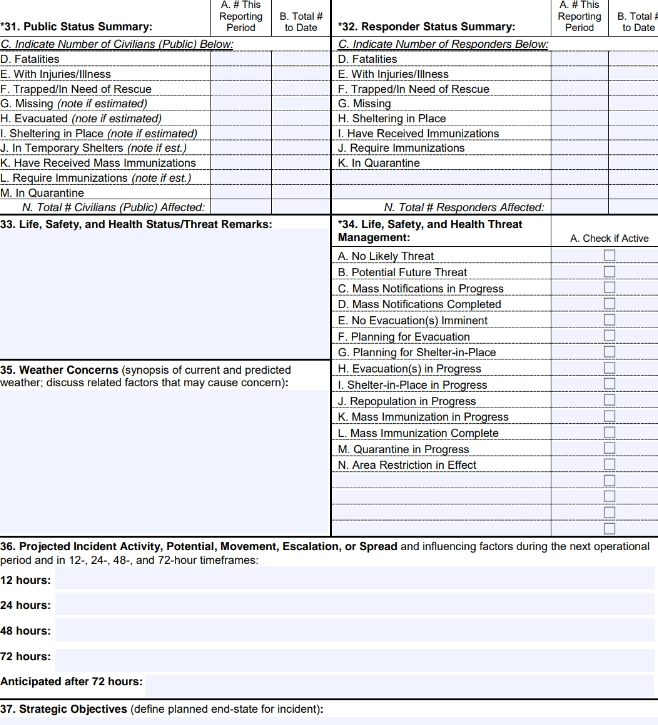 *31. Public Status Summary:
A. # This Reporting Period
B. Total # to Date
C. Indicate Number of Civilians (Public) Below:
D. Fatalities
E. With Injuries/Illness
F. Trapped/In Need of Rescue
G. Missing (note if estimated)
H. Evacuated (note if estimated)
I. Sheltering in Place (note if estimated)
J. In Temporary Shelters (note if est.)
K. Have Received Mass Immunizations
L. Require Immunizations (note if est.)
M. In Quarantine
N. Total # Civilians (Public) Affected:
*32. Responder Status Summary:
A. # This Reporting Period
B. Total # to Date
C. Indicate Number of Responders Below:
D. Fatalities
E. With Injuries/Illness
F. Trapped/In Need of Rescue
G. Missing
H. Sheltering in Place
I. Have Received Immunizations
J. Require Immunizations
K. In Quarantine
N. Total # Responders Affected:
33. Life, Safety, and Health Status/Threat Remarks:
*34. Life, Safety, and Health Threat
Management:
A. Check if Active
A. No Likely Threat
B. Potential Future Threat
C. Mass Notifications in Progress
D. Mass Notifications Completed
E. No Evacuation(s) Imminent
F. Planning for Evacuation
G. Planning for Shelter-in-Place
H. Evacuation(s) in Progress
I. Shelter-in-Place in Progress
J. Repopulation in Progress
K. Mass Immunization in Progress
L. Mass Immunization Complete
M. Quarantine in Progress
N. Area Restriction in Effect
35. Weather Concerns (synopsis of current and predicted
weather; discuss related factors that may cause concern):
36. Projected Incident Activity, Potential, Movement, Escalation, or Spread and influencing factors during the next operational
period and in 12-, 24-, 48-, and 72-hour timeframes:
12 hours:
24 hours:
48 hours:
72 hours:
Anticipated after 72 hours:
37. Strategic Objectives (define planned end-state for incident):